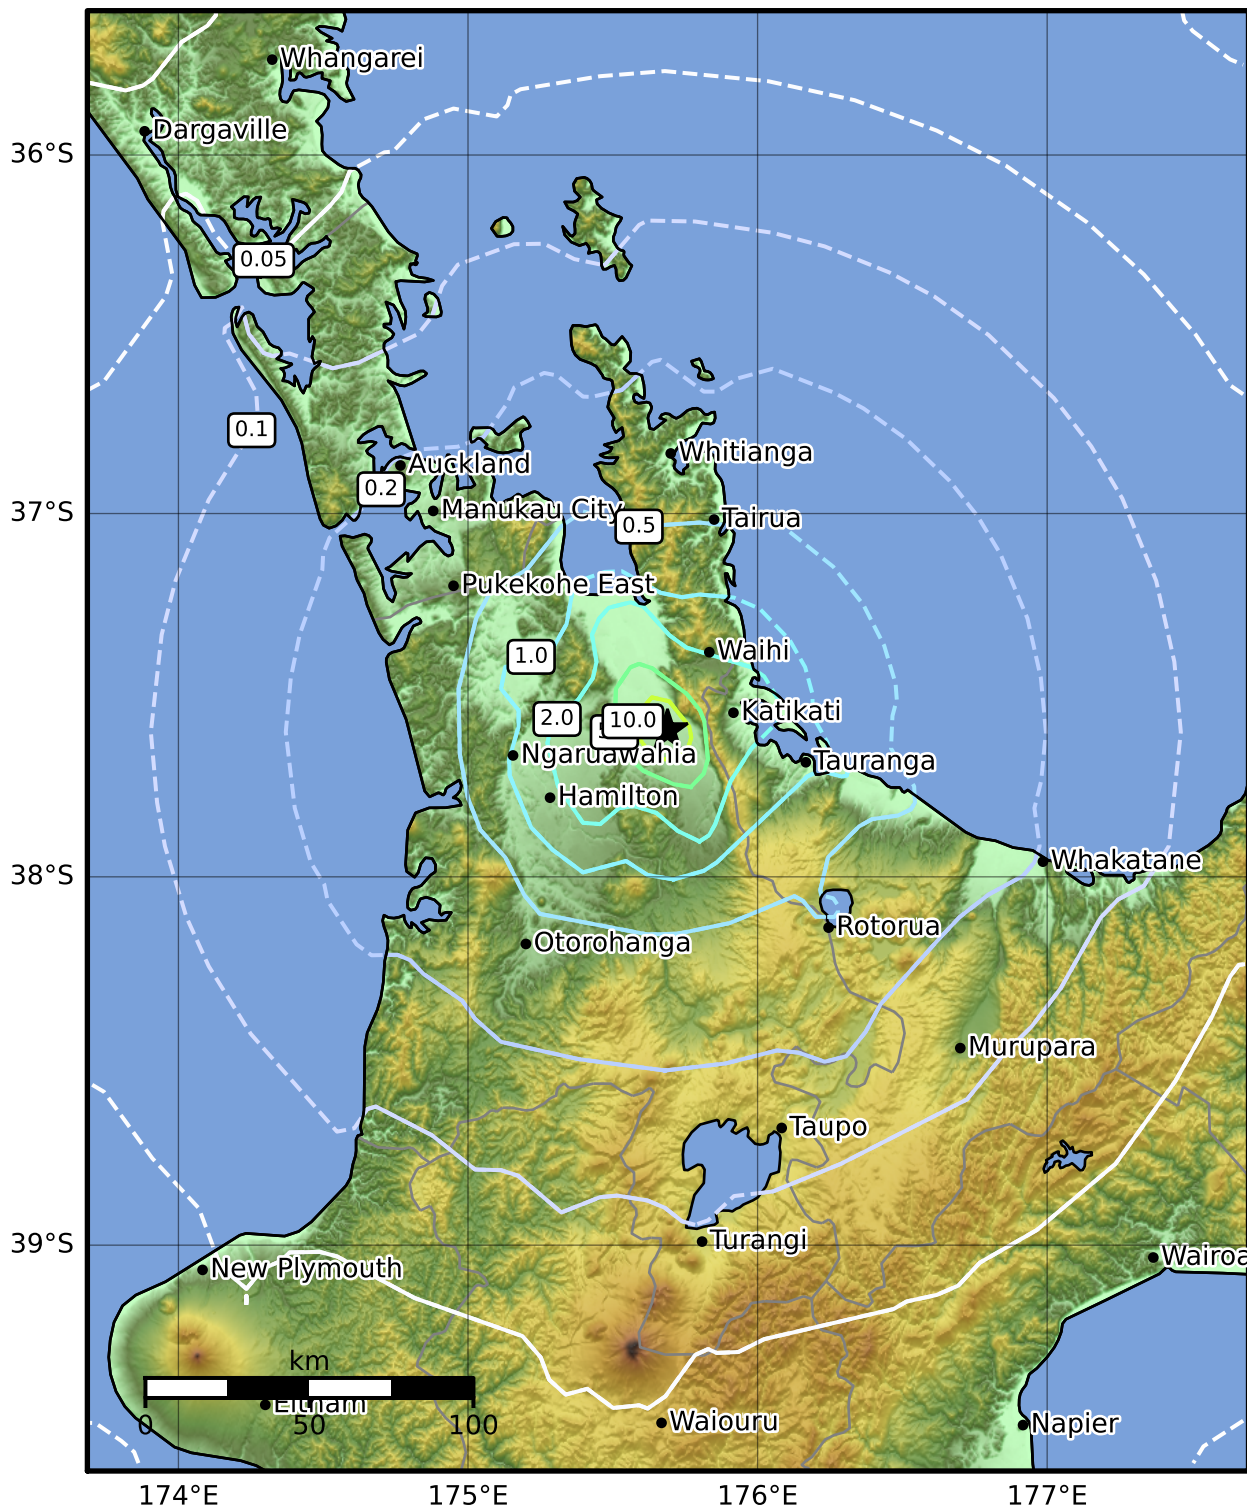 Whangarei
Dargaville
36°S
0.05
0.1
Whitianga
Auckland
0.2
Manukau City
37°S
0.5
Tairua
Pukekohe East
Waihi
1.0
Katikati
2.0
10.0
Ngaruawahia
Tauranga
Hamilton
Whakatane
38°S
Rotorua
Otorohanga
Murupara
Taupo
39°S
Turangi
Wairoa
New Plymouth
km
Eltham
0 50 100
Waiouru
Napier
174°E 175°E 176°E 177°E